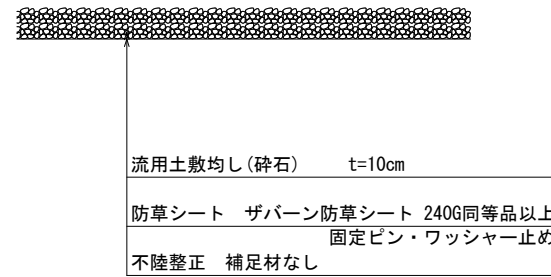 流用土敷均し(砕石) t=10cm
防草シート ザバーン防草シート 240G同等品以上
固定ピン・ワッシャー止め
不陸整正 補足材なし